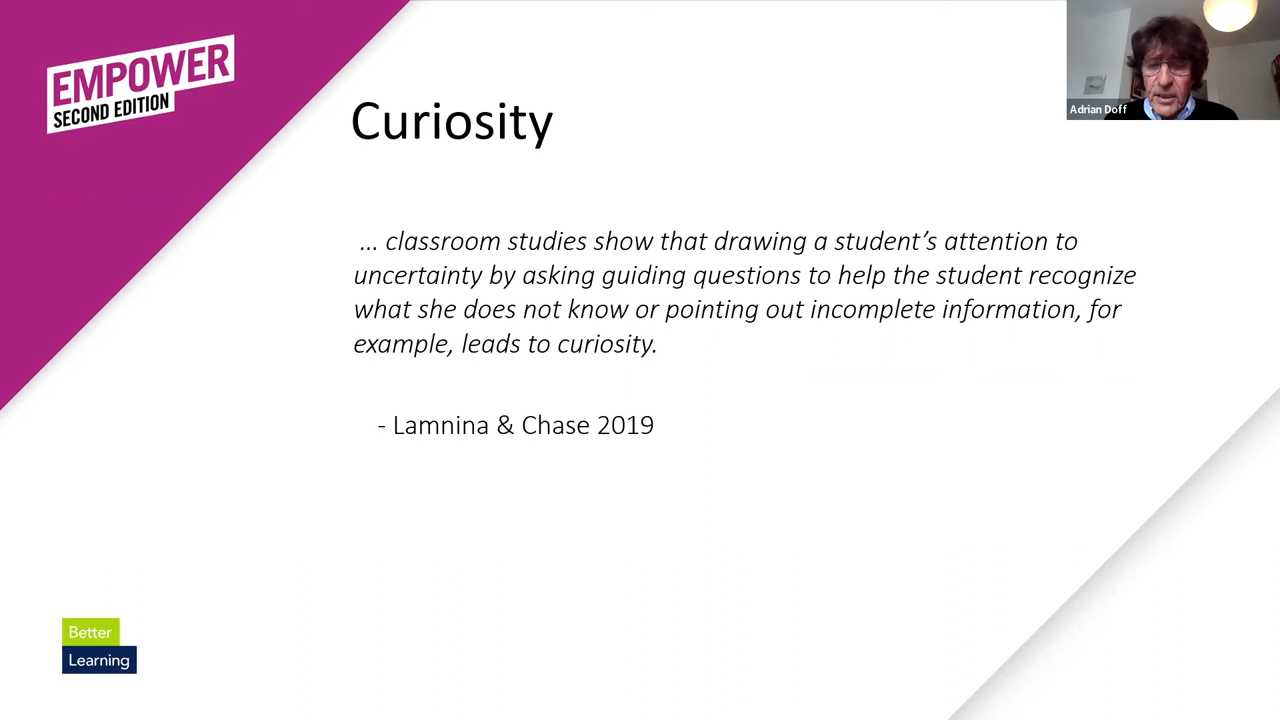 EMPOWER
SECOND EDITION
Adrian Doff
Curiosity
... classroom studies show that drawing a student’s attention to
uncertainty by asking guiding questions to help the student recognize
what she does not know or pointing out incomplete information, for
example, leads to curiosity.
- Lamnina & Chase 2019
Better
Learning